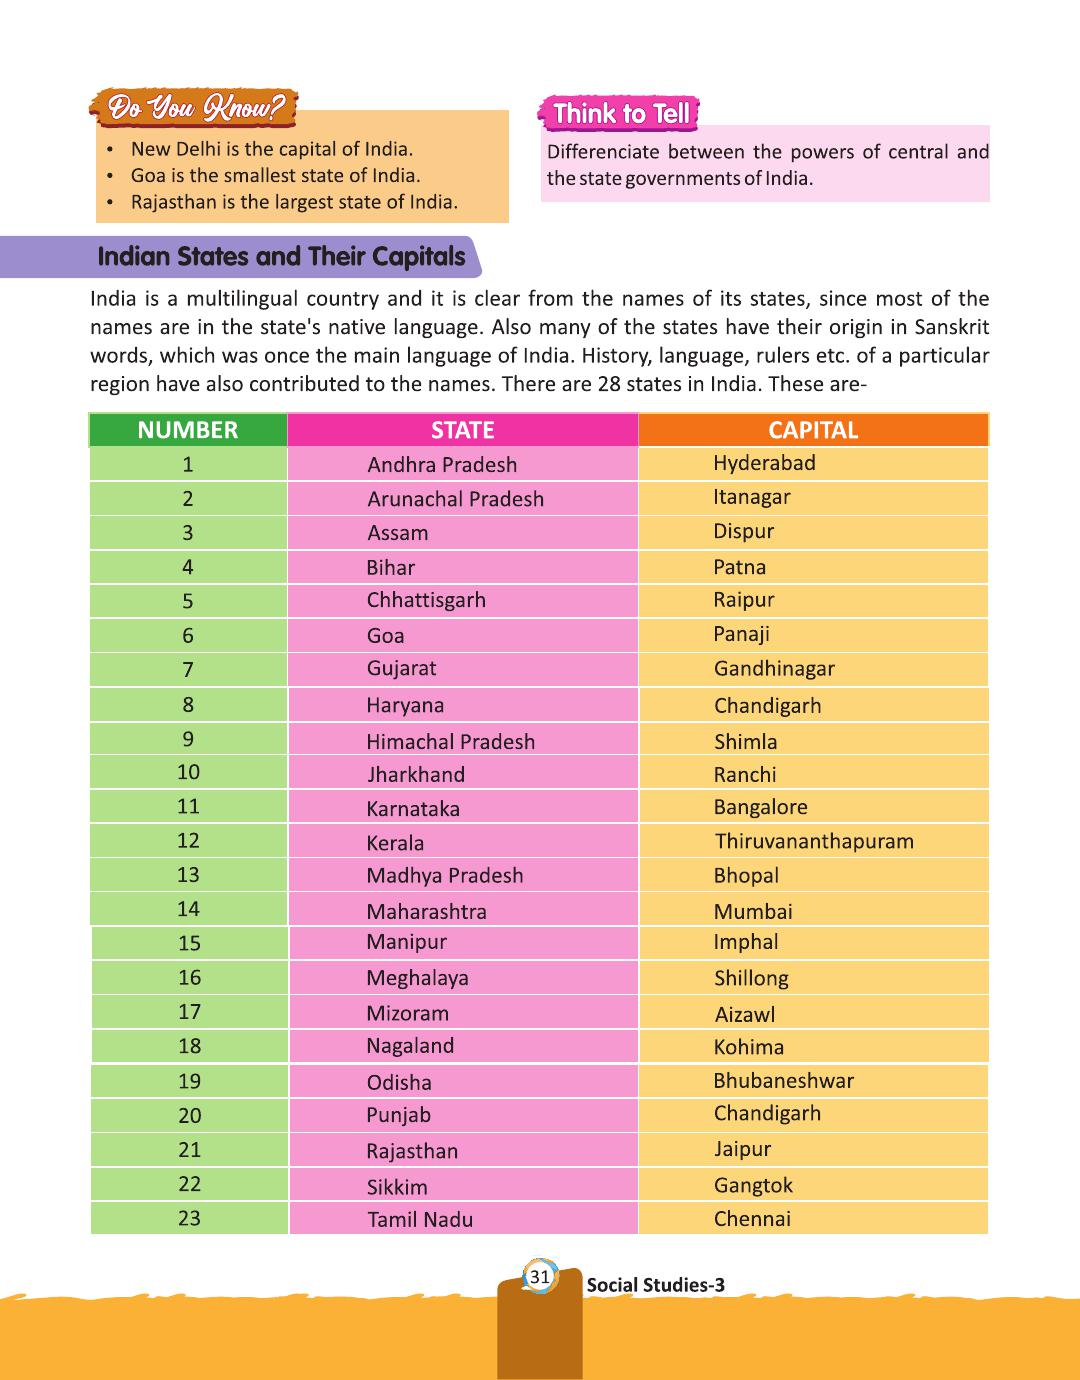 Do You Know?
• New Delhi is the capital of India.
• Goa is the smallest state of India.
• Rajasthan is the largest state of India.
Think to Tell
Differenciate between the powers of central and
the state governments of India.
Indian States and Their Capitals
India is a multilingual country and it is clear from the names of its states, since most of the
names are in the state's native language. Also many of the states have their origin in Sanskrit
words, which was once the main language of India. History, language, rulers etc. of a particular
region have also contributed to the names. There are 28 states in India. These are-
NUMBER STATE CAPITAL
1 Andhra Pradesh Hyderabad
2 Arunachal Pradesh Itanagar
3 Assam Dispur
4 Bihar Patna
5 Chhattisgarh Raipur
6 Goa Panaji
7 Gujarat Gandhinagar
8 Haryana Chandigarh
9 Himachal Pradesh Shimla
10 Jharkhand Ranchi
11 Karnataka Bangalore
12 Kerala Thiruvananthapuram
13 Madhya Pradesh Bhopal
14 Maharashtra Mumbai
15 Manipur Imphal
16 Meghalaya Shillong
17 Mizoram Aizawl
18 Nagaland Kohima
19 Odisha Bhubaneshwar
20 Punjab Chandigarh
21 Rajasthan Jaipur
22 Sikkim Gangtok
23 Tamil Nadu Chennai
31 Social Studies-3